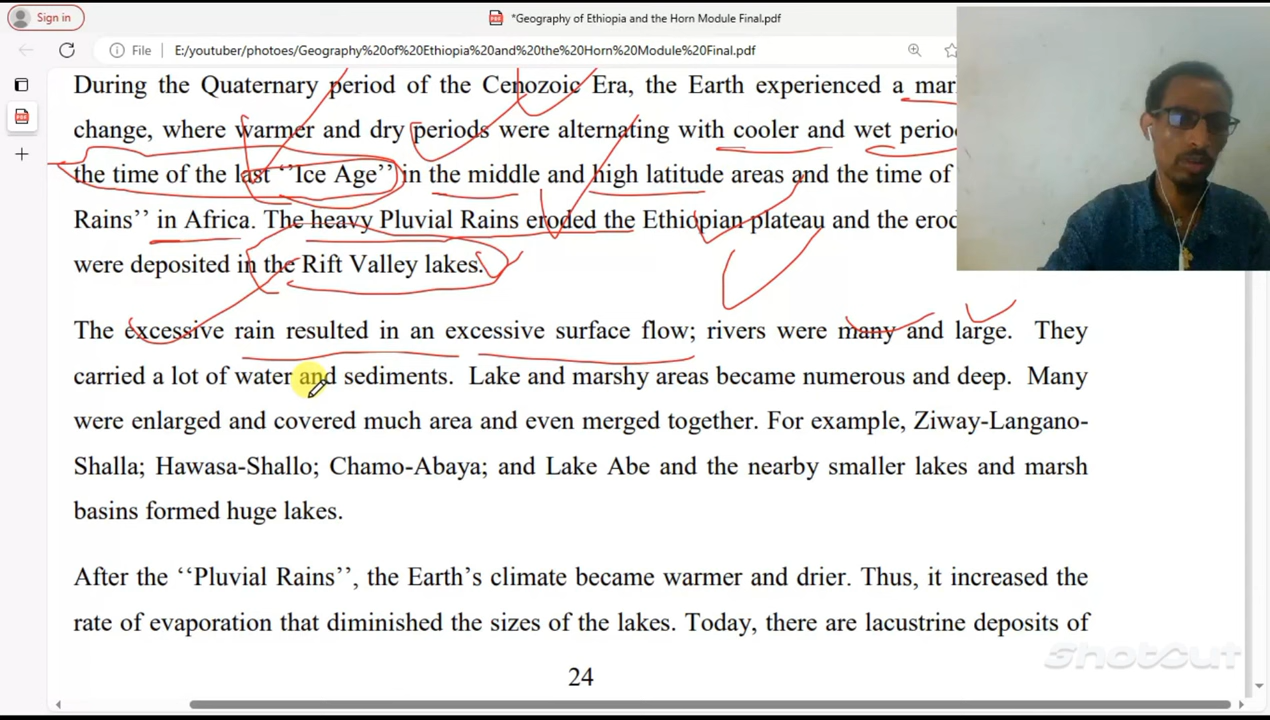 Sign in
*Geography of Ethiopia and the Horn Module Final.pdf
File
E:/youtuber/photoes/Geography%20of%20Ethiopia%20and%20the%20Horn%20Module%20Final.pdf
During the Quaternary period of the Cenozoic Era, the Earth experienced a mar
change, where warmer and dry periods were alternating with cooler and wet perio
the time of the last ‘‘Ice Age’’ in the middle and high latitude areas and the time of
Rains’’ in Africa. The heavy Pluvial Rains eroded the Ethiopian plateau and the erod
were deposited in the Rift Valley lakes.
The excessive rain resulted in an excessive surface flow; rivers were many and large. They
carried a lot of water and sediments. Lake and marshy areas became numerous and deep. Many
were enlarged and covered much area and even merged together. For example, Ziway-Langano-
Shalla; Hawasa-Shallo; Chamo-Abaya; and Lake Abe and the nearby smaller lakes and marsh
basins formed huge lakes.
After the ‘‘Pluvial Rains’’, the Earth’s climate became warmer and drier. Thus, it increased the
rate of evaporation that diminished the sizes of the lakes. Today, there are lacustrine deposits of
24
Shotcut